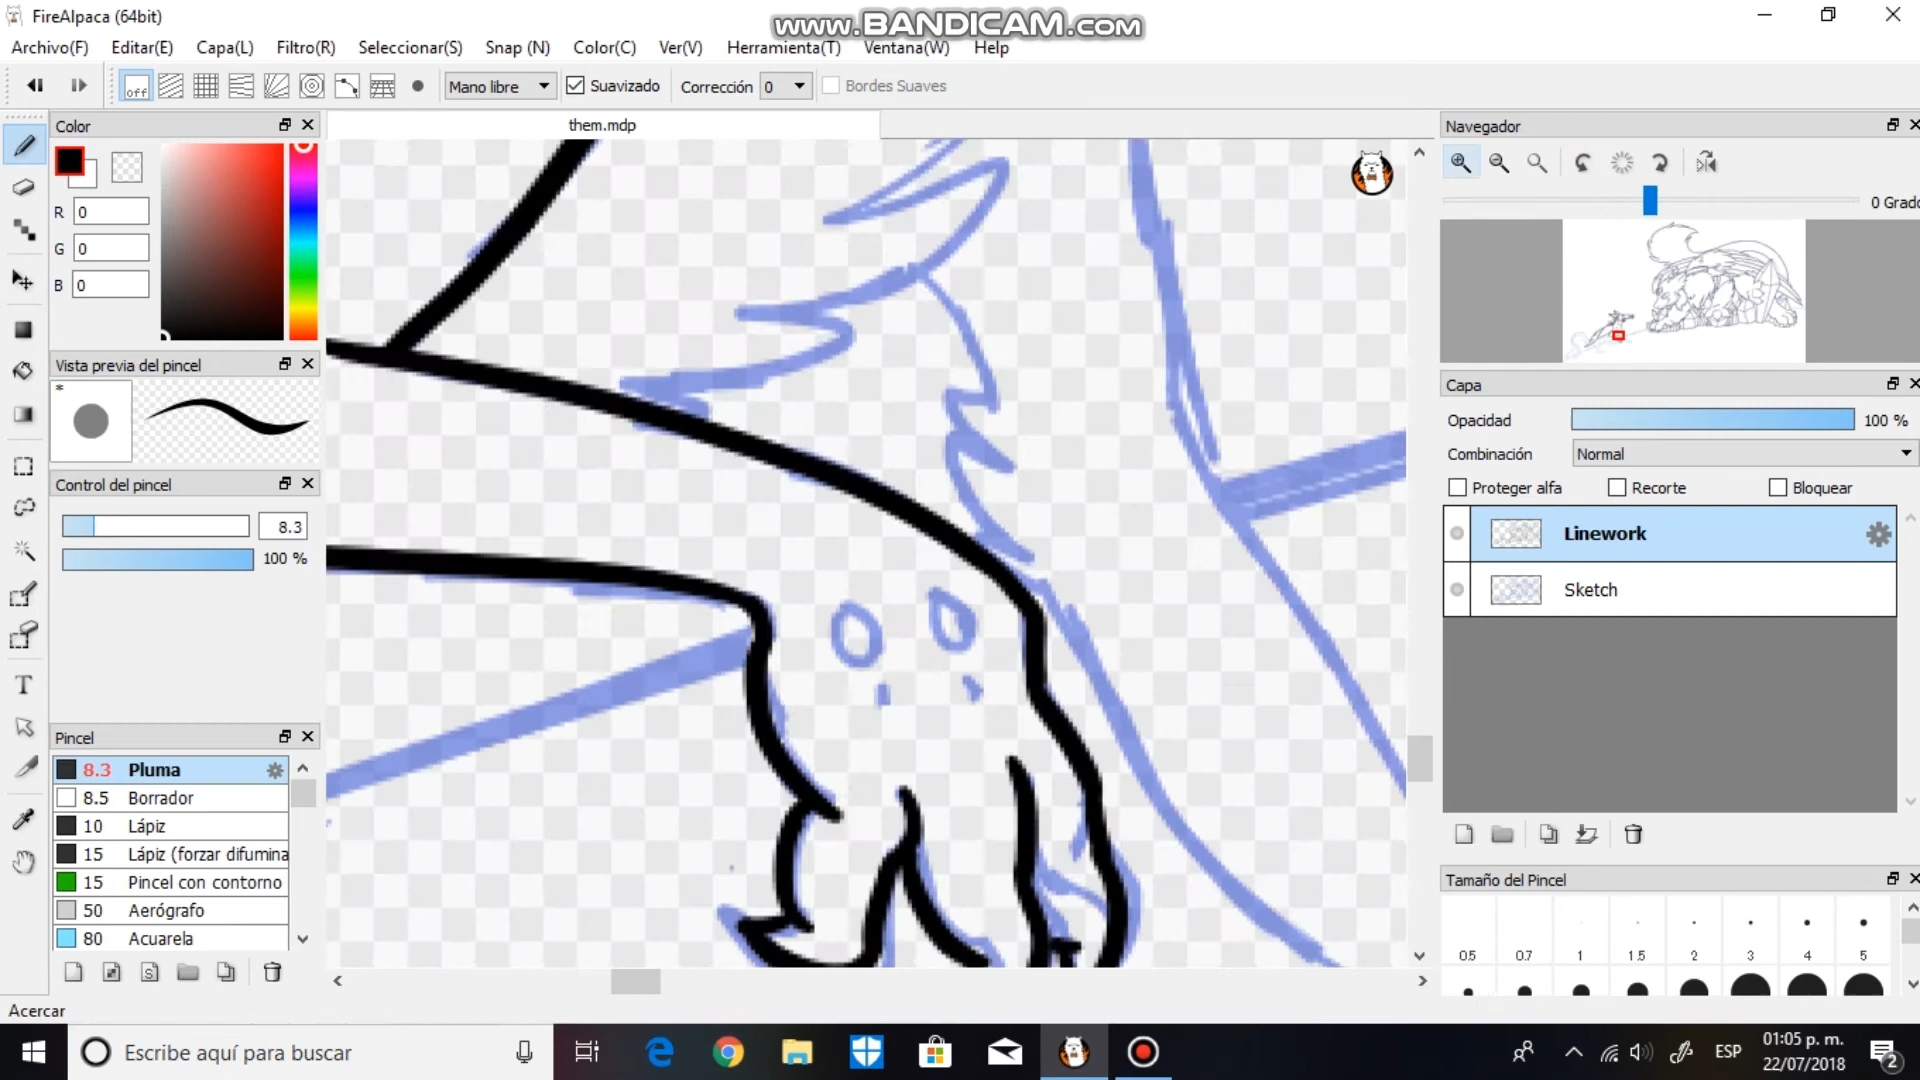 FireAlpaca (64bit)
www.BANDICAM.com
Archivo(F) Editar(E) Capa(L) Filtro(R) Seleccionar(S) Snap (N) Color(C) Ver(V) Herramienta(T) Ventana(W) Help
off Mano libre Suavizado Corrección 0 Bordes Suaves
Color
them.mdp
Navegador
R 0
G 0
B 0
0 Grado
Vista previa del pincel
*
Capa
Opacidad 100 %
Combinación Normal
Proteger alfa Recorte Bloquear
Control del pincel
8.3
100 %
Linework
Sketch
Pincel
8.3 Pluma
8.5 Borrador
10 Lápiz
15 Lápiz (forzar difumina
15 Pincel con contorno
50 Aerógrafo
80 Acuarela
Tamaño del Pincel
0.5 0.7 1 1.5 2 3 4 5
Acercar
Escribe aquí para buscar
ESP
01:05 p. m.
22/07/2018
2